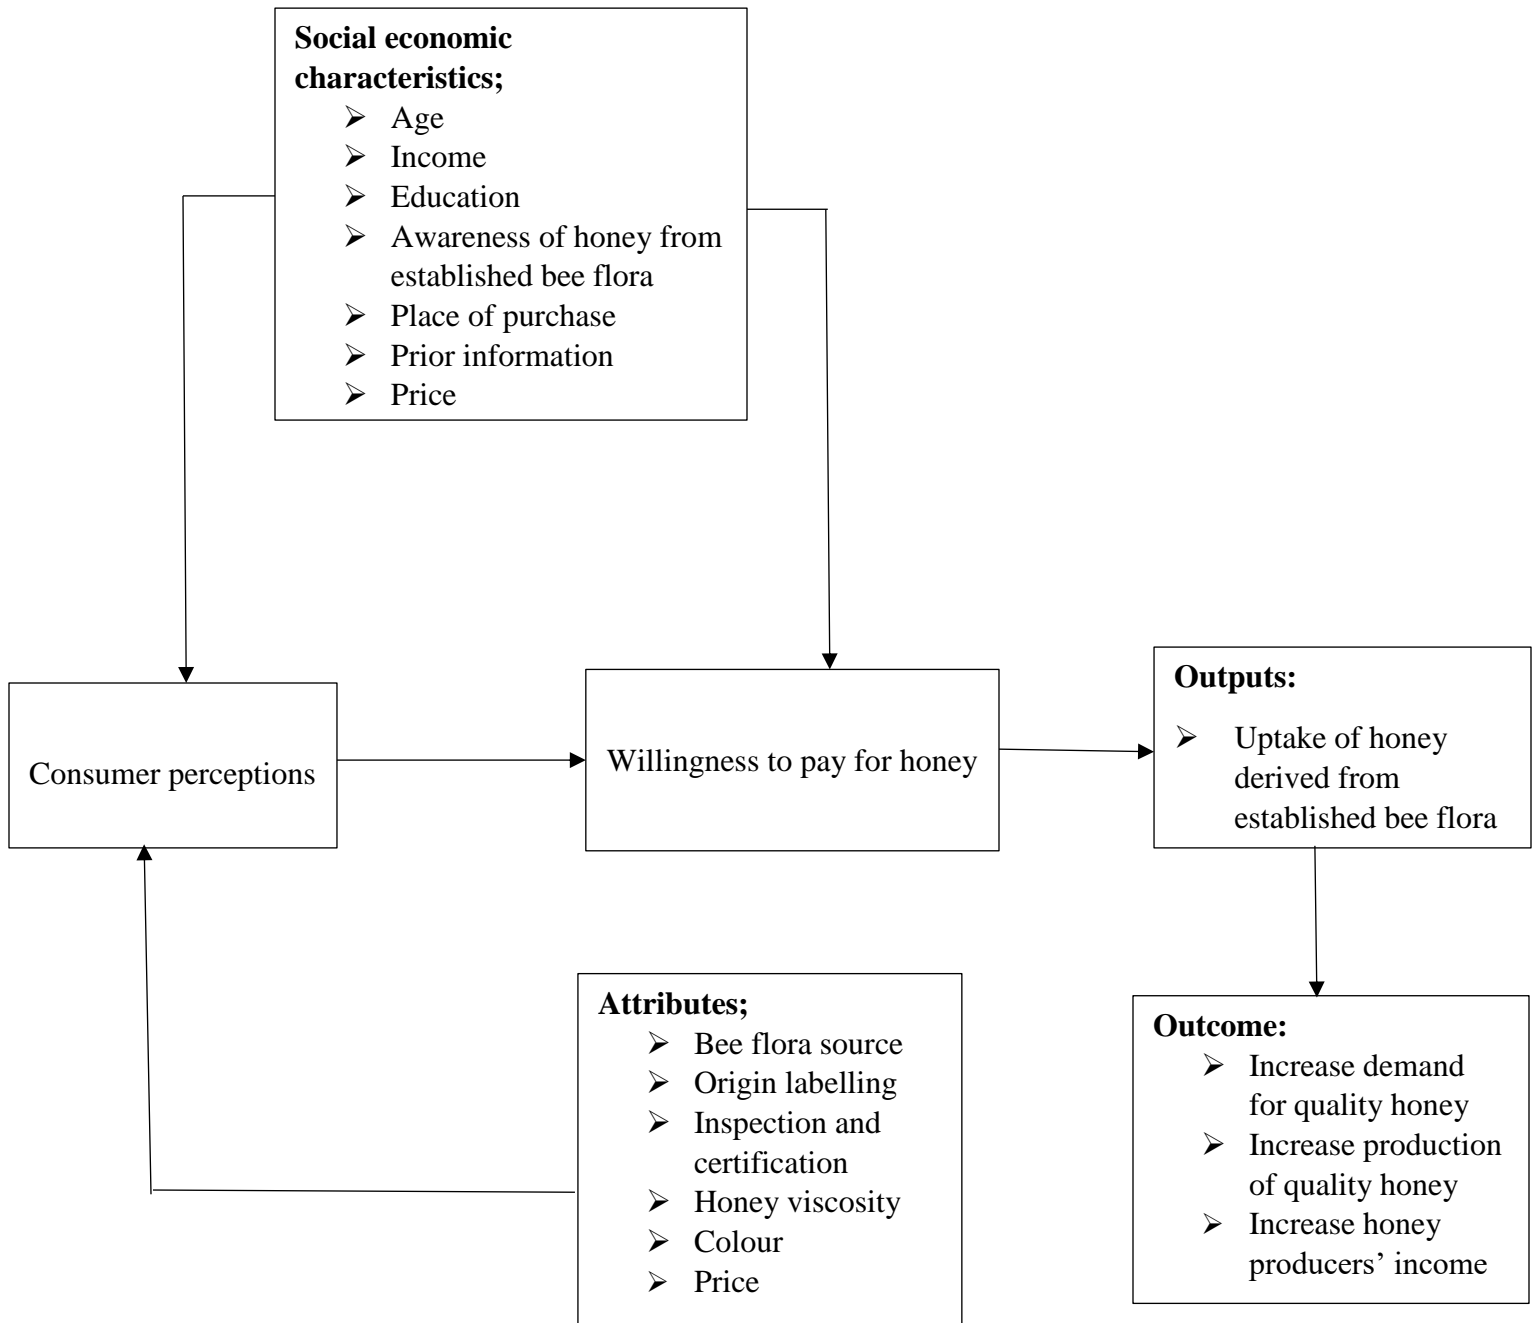 Social economic
characteristics;
➢ Age
➢ Income
➢ Education
➢ Awareness of honey from
established bee flora
➢ Place of purchase
➢ Prior information
➢ Price
Consumer perceptions
Willingness to pay for honey
Outputs:
➢ Uptake of honey
derived from
established bee flora
Attributes;
➢ Bee flora source
➢ Origin labelling
➢ Inspection and
certification
➢ Honey viscosity
➢ Colour
➢ Price
Outcome:
➢ Increase demand
for quality honey
➢ Increase production
of quality honey
➢ Increase honey
producers’ income